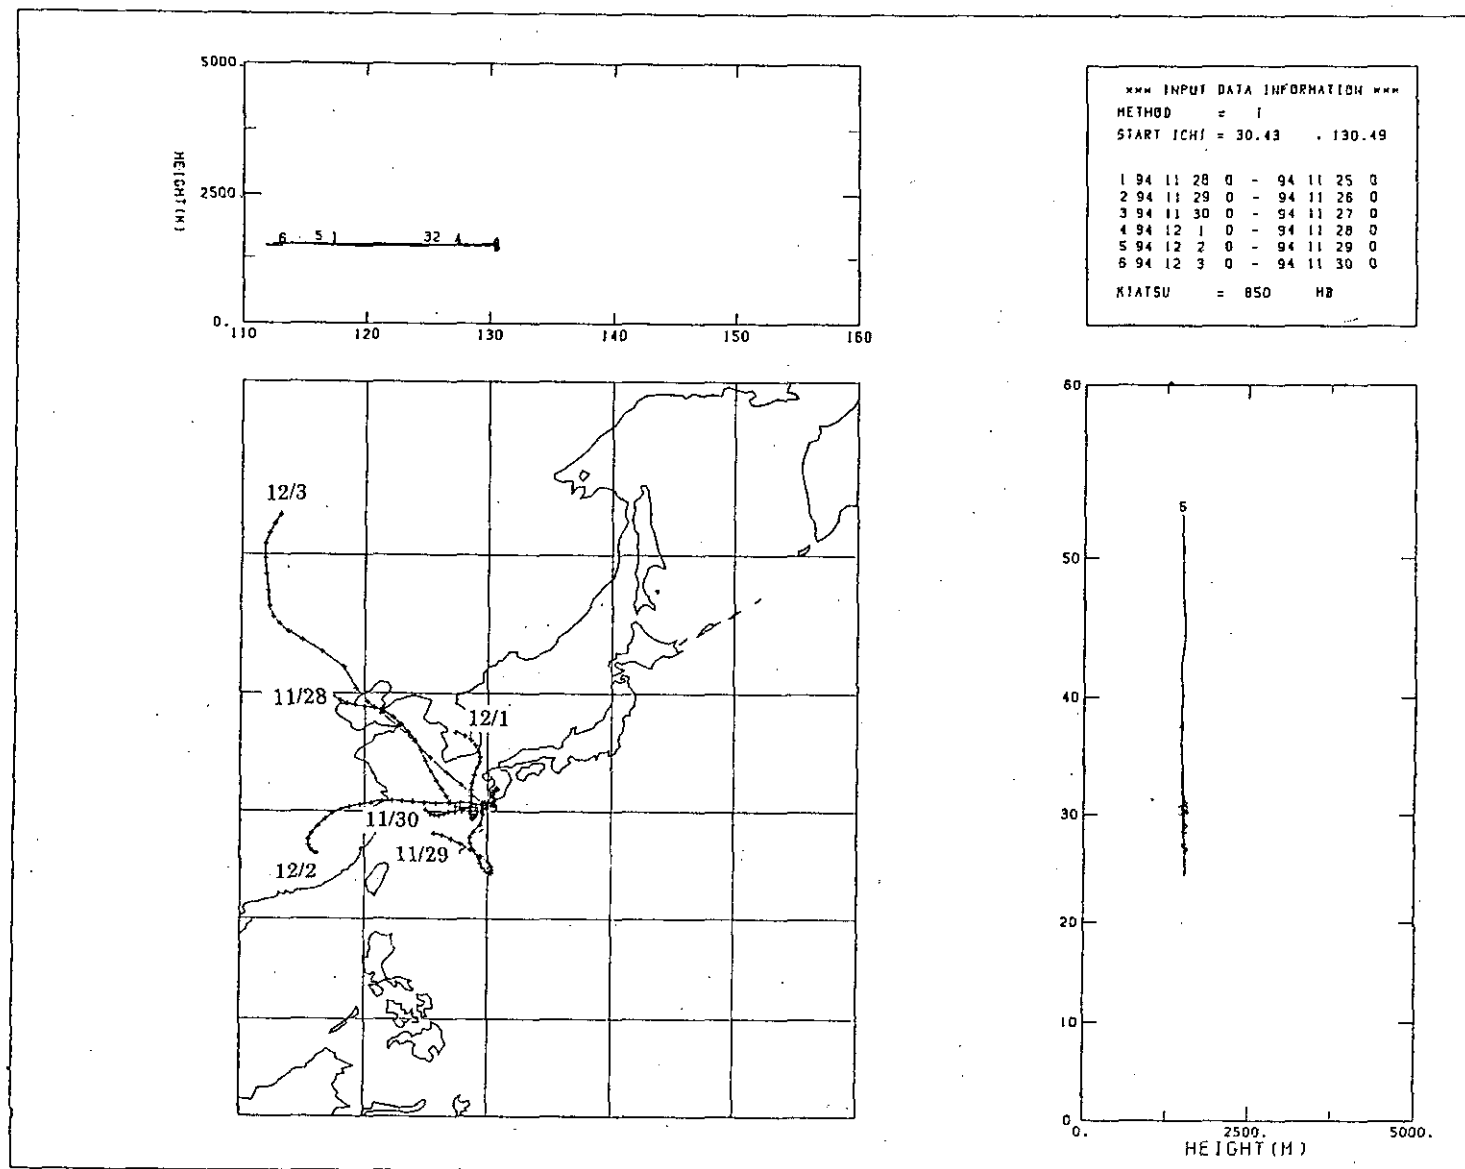 5000.
2500.
0.
HEIGHT(M)
6 5 1 32 4
110 120 130 140 150 160
*** INPUT DATA INFORMATION ***
METHOD = 1
START ICHI = 30.43 . 130.49
1 94 11 28 0 - 94 11 25 0
2 94 11 29 0 - 94 11 26 0
3 94 11 30 0 - 94 11 27 0
4 94 12 1 0 - 94 11 28 0
5 94 12 2 0 - 94 11 29 0
6 94 12 3 0 - 94 11 30 0
KIATSU = 850 MB
12/3
11/28
12/1
11/30
11/29
12/2
60
50
40
30
20
10
0
0. 2500. 5000.
HEIGHT(M)